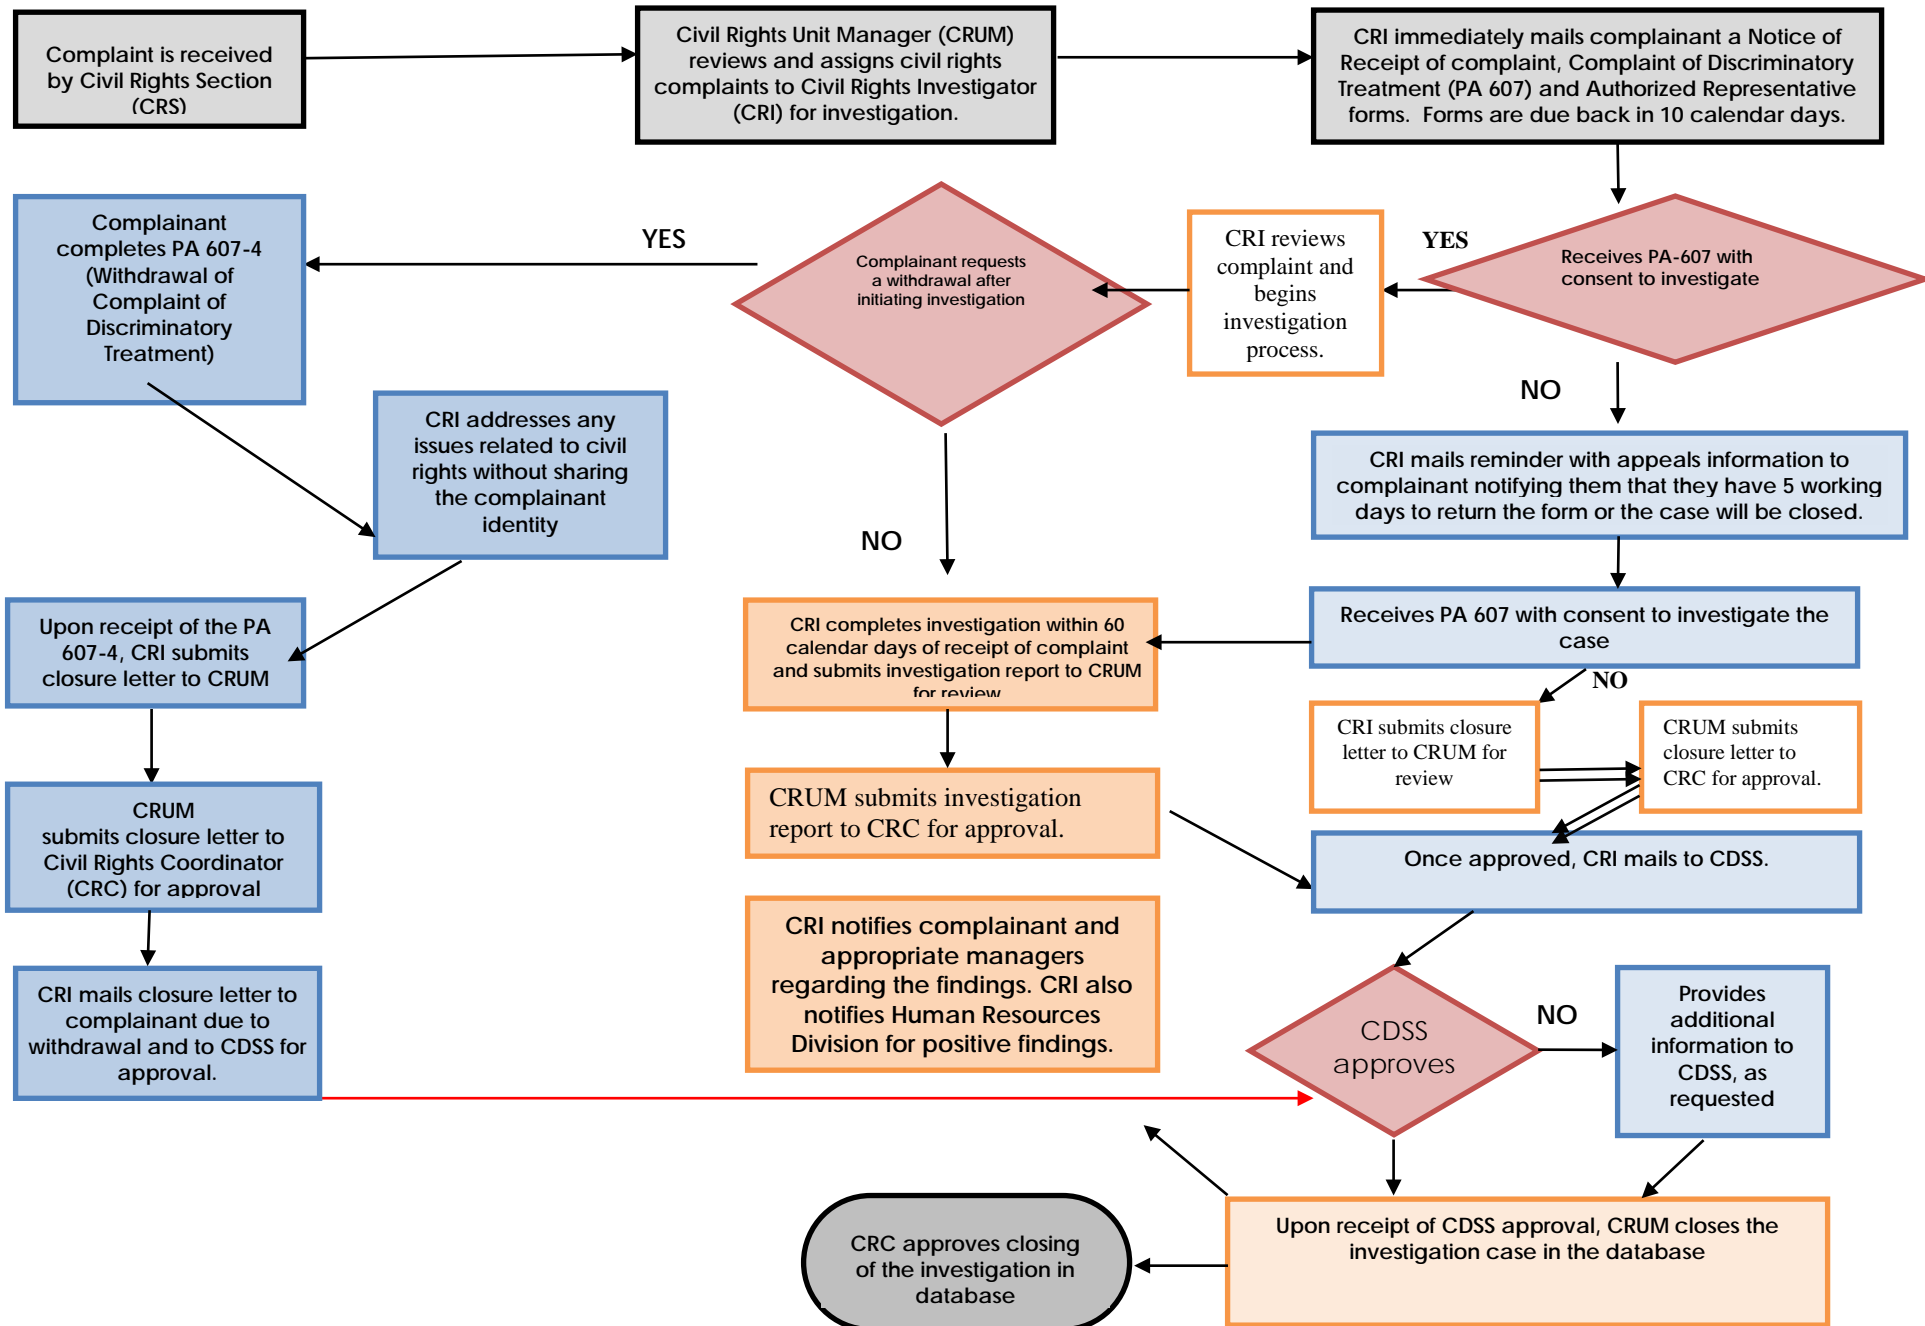 Complaint is received
by Civil Rights Section
(CRS)
Civil Rights Unit Manager (CRUM)
reviews and assigns civil rights
complaints to Civil Rights Investigator
(CRI) for investigation.
CRI immediately mails complainant a Notice of
Receipt of complaint, Complaint of Discriminatory
Treatment (PA 607) and Authorized Representative
forms.  Forms are due back in 10 calendar days.
Complainant
completes PA 607-4
(Withdrawal of
Complaint of
Discriminatory
Treatment)
YES
Complainant requests
a withdrawal after
initiating investigation
CRI reviews
complaint and
begins
investigation
process.
YES
Receives PA-607 with
consent to investigate
NO
CRI addresses any
issues related to civil
rights without sharing
the complainant
identity
NO
CRI mails reminder with appeals information to
complainant notifying them that they have 5 working
days to return the form or the case will be closed.
Upon receipt of the PA
607-4, CRI submits
closure letter to CRUM
CRI completes investigation within 60
calendar days of receipt of complaint
and submits investigation report to CRUM
for review
Receives PA 607 with consent to investigate the
case
NO
CRI submits closure
letter to CRUM for
review
CRUM submits
closure letter to
CRC for approval.
CRUM
submits closure letter to
Civil Rights Coordinator
(CRC) for approval
CRUM submits investigation
report to CRC for approval.
Once approved, CRI mails to CDSS.
CRI notifies complainant and
appropriate managers
regarding the findings. CRI also
notifies Human Resources
Division for positive findings.
CRI mails closure letter to
complainant due to
withdrawal and to CDSS for
approval.
CDSS
approves
NO
Provides
additional
information to
CDSS, as
requested
CRC approves closing
of the investigation in
database
Upon receipt of CDSS approval, CRUM closes the
investigation case in the database